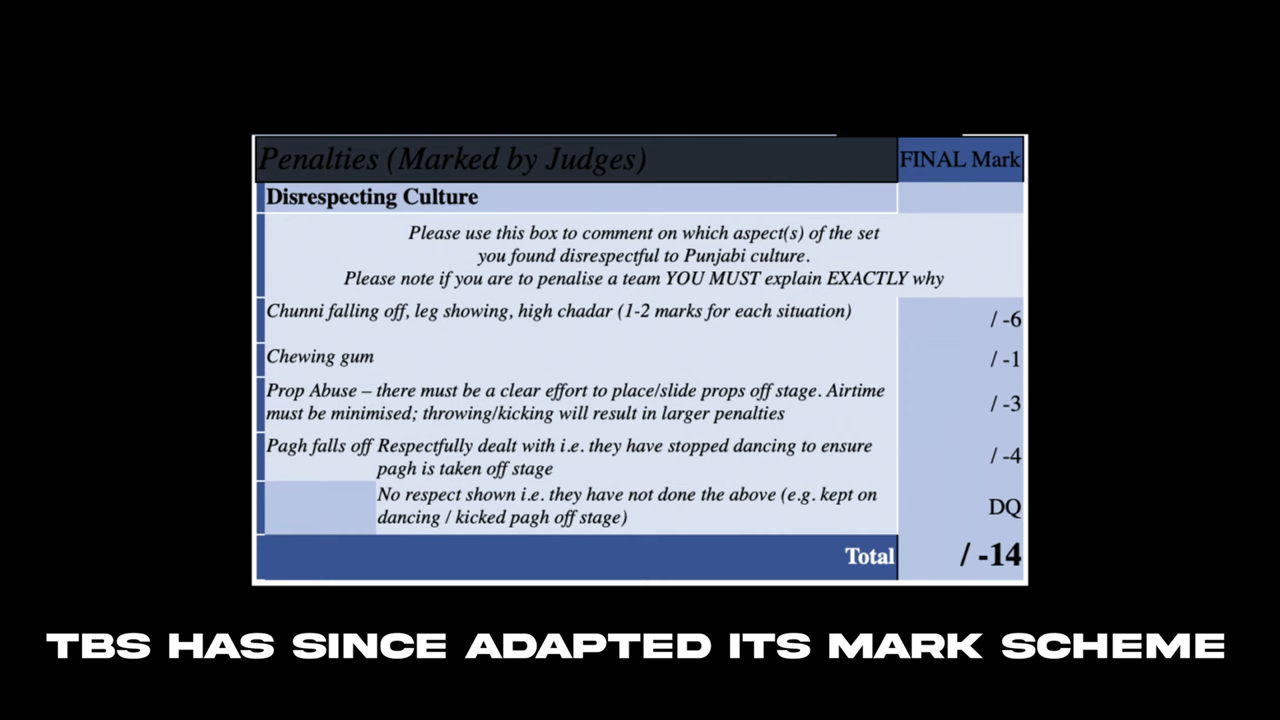 Penalties (Marked by Judges) FINAL Mark
Disrespecting Culture
Please use this box to comment on which aspect(s) of the set
you found disrespectful to Punjabi culture.
Please note if you are to penalise a team YOU MUST explain EXACTLY why
Chunni falling off, leg showing, high chadar (1-2 marks for each situation) / -6
Chewing gum / -1
Prop Abuse – there must be a clear effort to place/slide props off stage. Airtime
must be minimised; throwing/kicking will result in larger penalties / -3
Pagh falls off Respectfully dealt with i.e. they have stopped dancing to ensure
pagh is taken off stage / -4
No respect shown i.e. they have not done the above (e.g. kept on
dancing / kicked pagh off stage) DQ
Total / -14
TBS HAS SINCE ADAPTED ITS MARK SCHEME